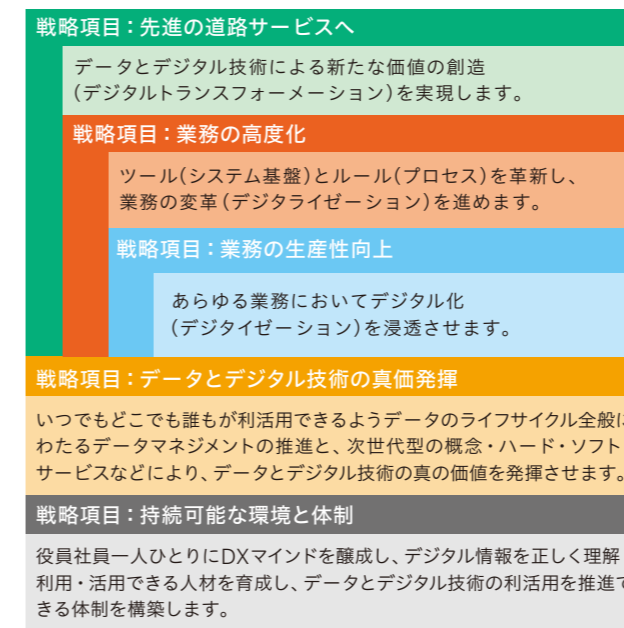 戦略項目：先進の道路サービスへ
データとデジタル技術による新たな価値の創造
（デジタルトランスフォーメーション）を実現します。
戦略項目：業務の高度化
ツール（システム基盤）とルール（プロセス）を革新し、
業務の変革（デジタライゼーション）を進めます。
戦略項目：業務の生産性向上
あらゆる業務においてデジタル化
（デジタイゼーション）を浸透させます。
戦略項目：データとデジタル技術の真価発揮
いつでもどこでも誰もが利活用できるようデータのライフサイクル全般に
わたるデータマネジメントの推進と、次世代型の概念・ハード・ソフト
サービスなどにより、データとデジタル技術の真の価値を発揮させます。
戦略項目：持続可能な環境と体制
役員社員一人ひとりにDXマインドを醸成し、デジタル情報を正しく理解
利用・活用できる人材を育成し、データとデジタル技術の利活用を推進で
きる体制を構築します。